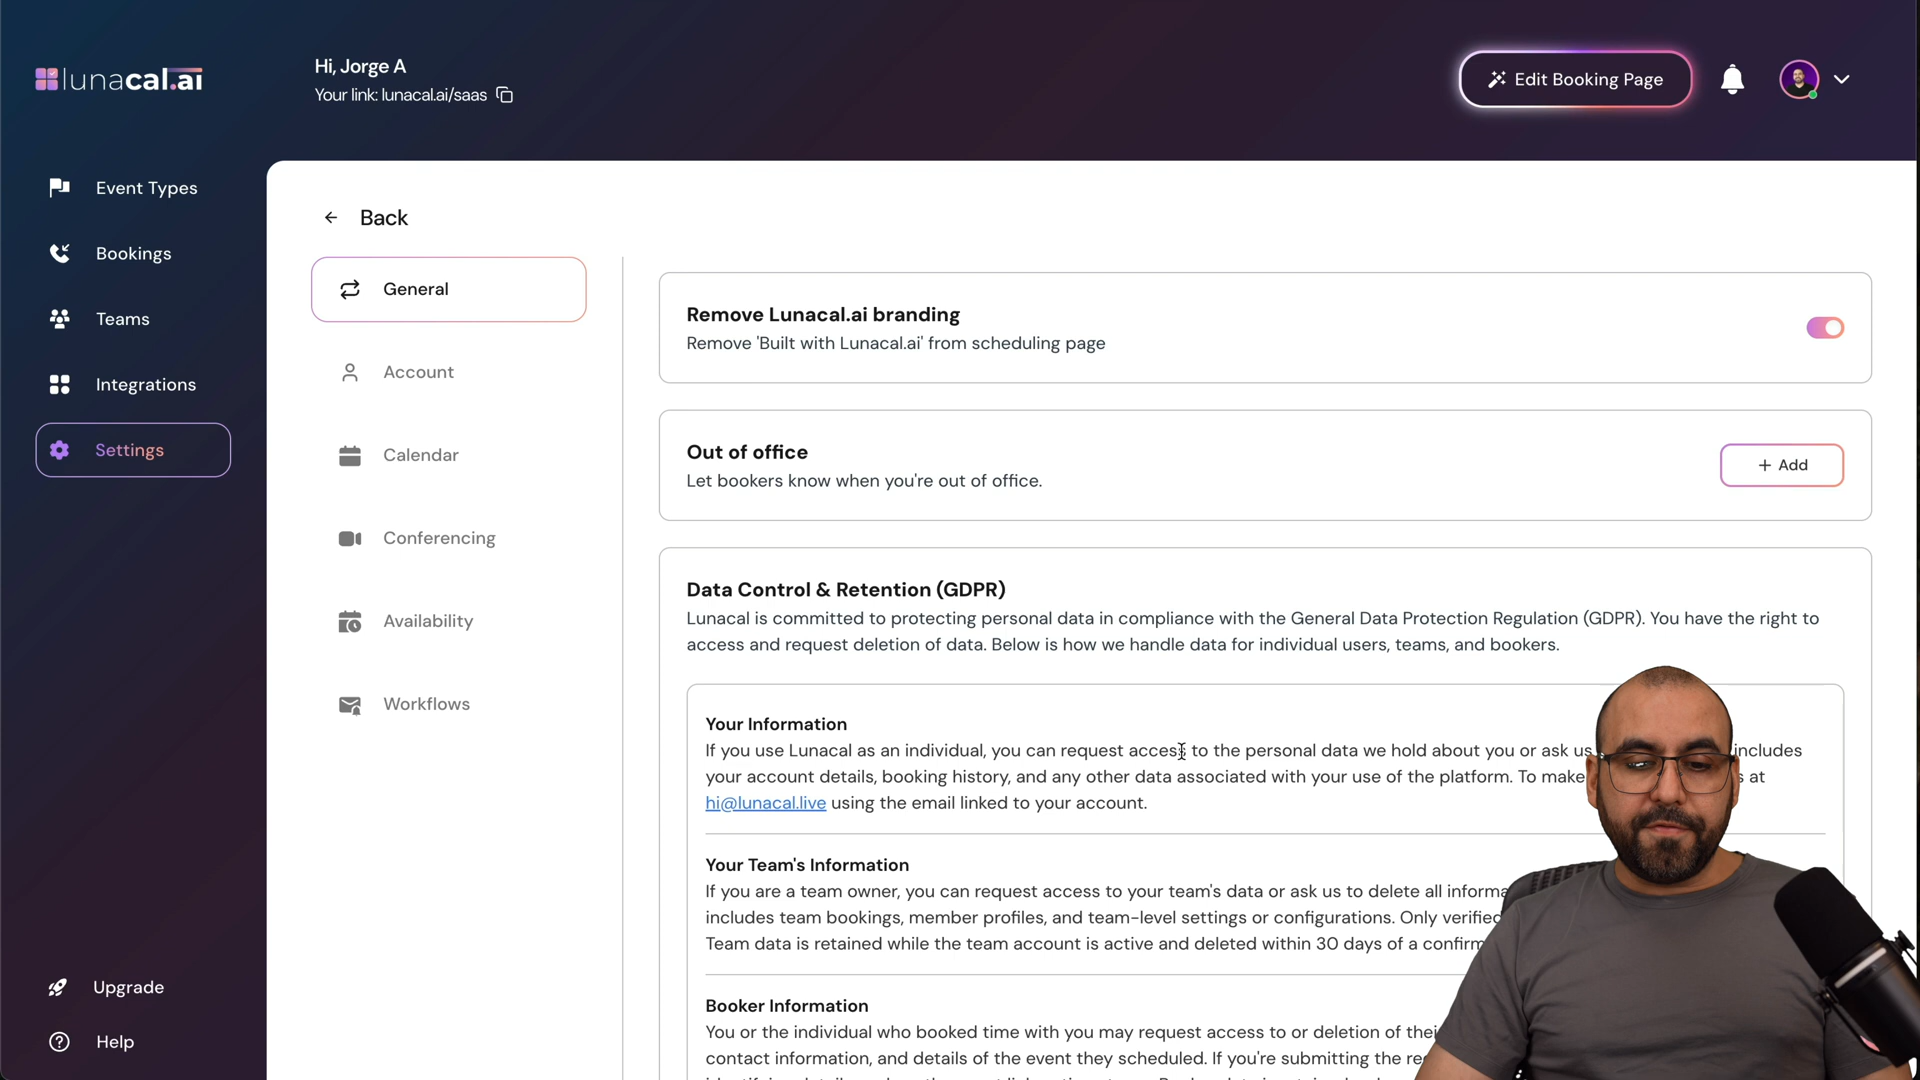 lunacal.ai
Hi, Jorge A
Your link: lunacal.ai/saas
Edit Booking Page
Event Types
Bookings
Teams
Integrations
Settings
Upgrade
Help
Back
General
Account
Calendar
Conferencing
Availability
Workflows
Remove Lunacal.ai branding
Remove 'Built with Lunacal.ai' from scheduling page
Out of office
Let bookers know when you're out of office.
+ Add
Data Control & Retention (GDPR)
Lunacal is committed to protecting personal data in compliance with the General Data Protection Regulation (GDPR). You have the right to
access and request deletion of data. Below is how we handle data for individual users, teams, and bookers.
Your Information
If you use Lunacal as an individual, you can request access to the personal data we hold about you or ask us includes
your account details, booking history, and any other data associated with your use of the platform. To make at
hi@lunacal.live using the email linked to your account.
Your Team's Information
If you are a team owner, you can request access to your team's data or ask us to delete all
includes team bookings, member profiles, and team-level settings or configurations. Only verified
Team data is retained while the team account is active and deleted within 30 days of a
Booker Information
You or the individual who booked time with you may request access to or deletion of
contact information, and details of the event they scheduled. If you're submitting the